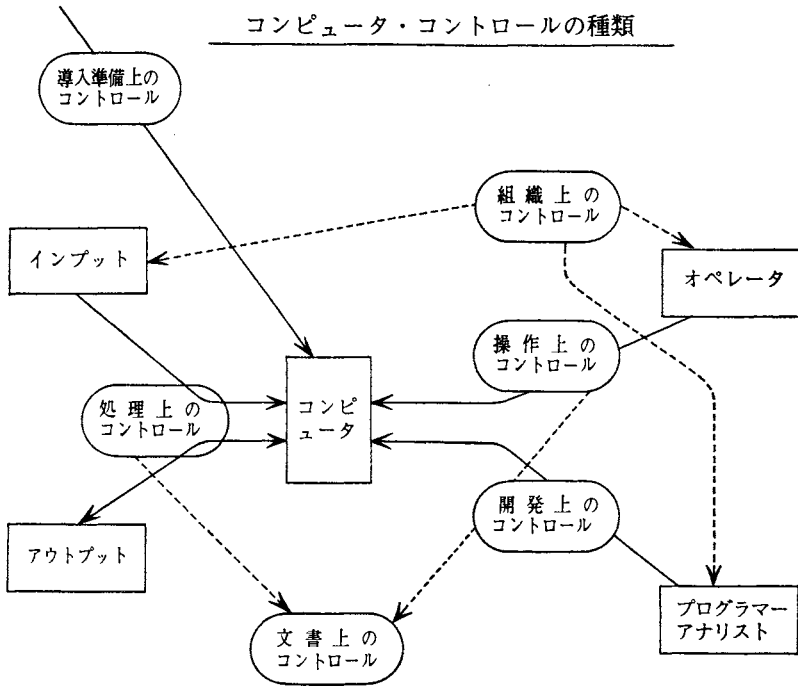 コンピュータ・コントロールの種類
導入準備上の
コントロール
組織上の
コントロール
インプット
オペレータ
操作上の
コントロール
処理上の
コントロール
コンピ
ュータ
開発上の
コントロール
アウトプット
プログラマー
アナリスト
文書上の
コントロール